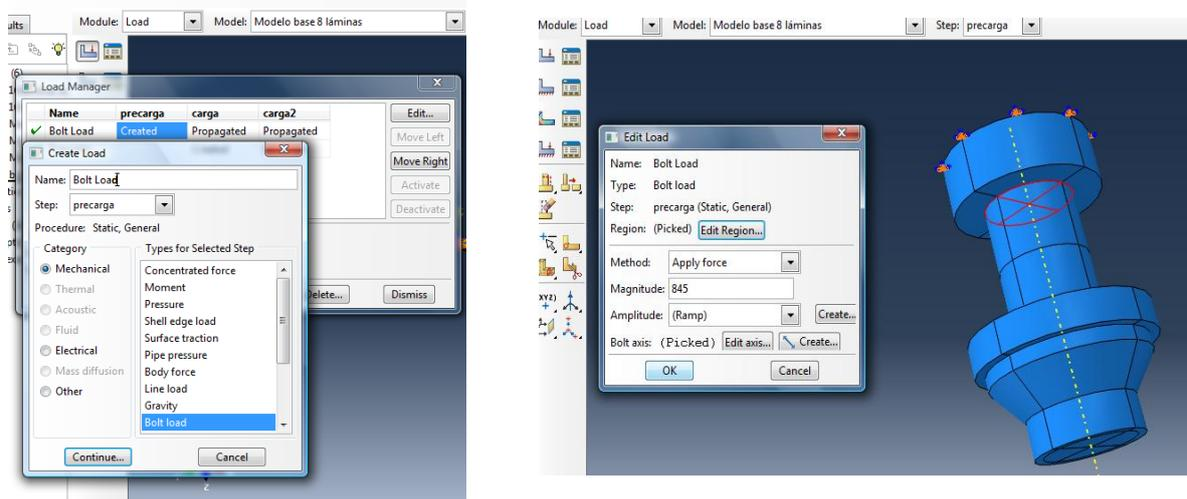 ults
Module: Load Model: Modelo base 8 láminas
(6)
Load Manager
Name precarga carga carga2
Bolt Load Created Propagated Propagated
Edit...
Move Left
Move Right
Activate
Deactivate
Delete...
Dismiss
Create Load
Name: Bolt Load
Step: precarga
Procedure: Static, General
Category
Mechanical
Thermal
Acoustic
Fluid
Electrical
Mass diffusion
Other
Types for Selected Step
Concentrated force
Moment
Pressure
Shell edge load
Surface traction
Pipe pressure
Body force
Line load
Gravity
Bolt load
Continue...
Cancel
Z
Module: Load Model: Modelo base 8 láminas Step: precarga
(XYZ)
Edit Load
Name: Bolt Load
Type: Bolt load
Step: precarga (Static, General)
Region: (Picked) Edit Region...
Method: Apply force
Magnitude: 845
Amplitude: (Ramp) Create...
Bolt axis: (Picked) Edit axis... Create...
OK Cancel